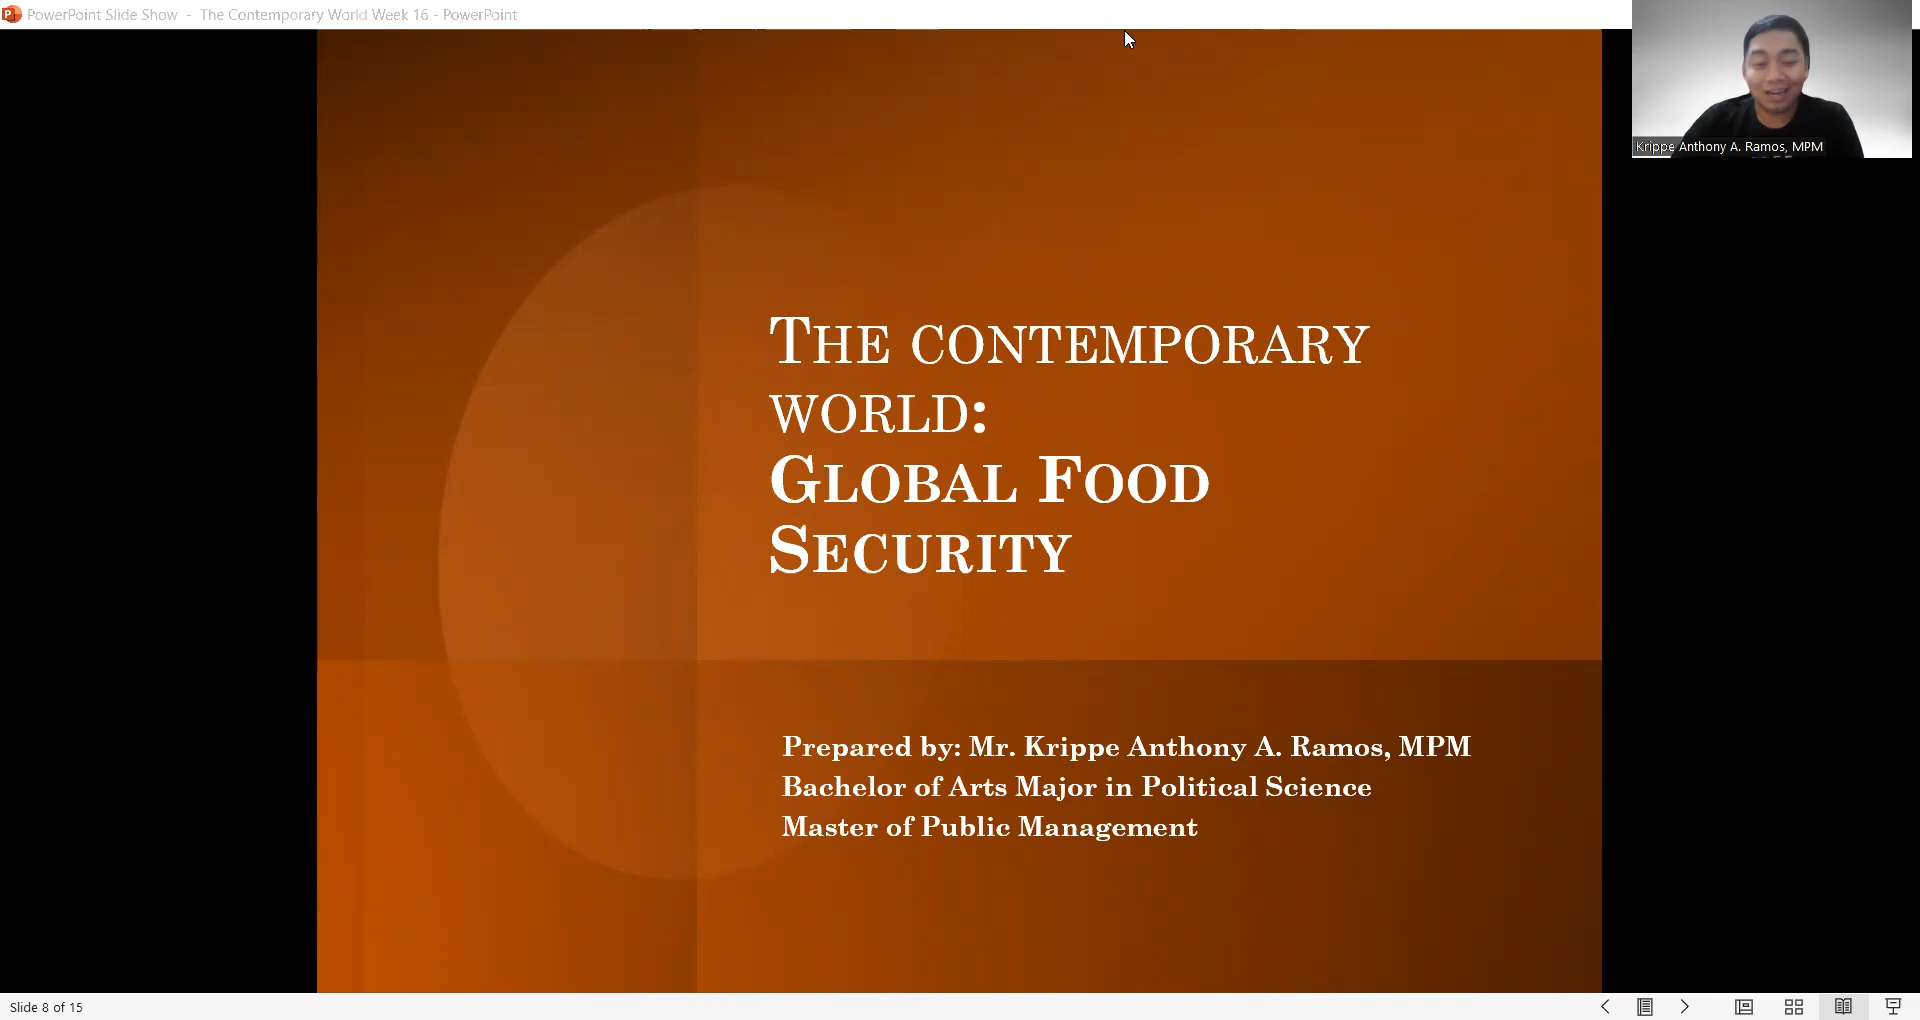 PowerPoint Slide Show - The Contemporary World Week 16 - PowerPoint
Krippe Anthony A. Ramos, MPM
THE CONTEMPORARY
WORLD:
GLOBAL FOOD
SECURITY
Prepared by: Mr. Krippe Anthony A. Ramos, MPM
Bachelor of Arts Major in Political Science
Master of Public Management
Slide 8 of 15